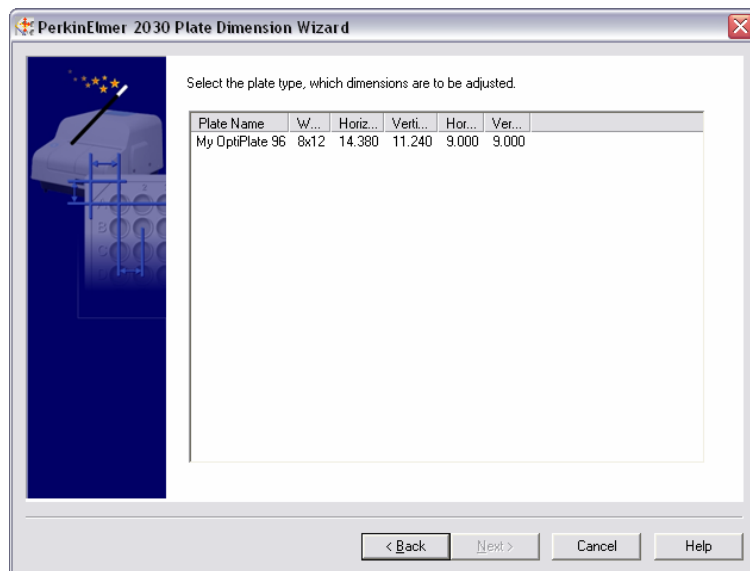 PerkinElmer 2030 Plate Dimension Wizard
Select the plate type, which dimensions are to be adjusted.
Plate Name W... Horiz... Verti... Hor... Ver...
My OptiPlate 96 8x12 14.380 11.240 9.000 9.000
2
A
B
C
< Back Next > Cancel Help